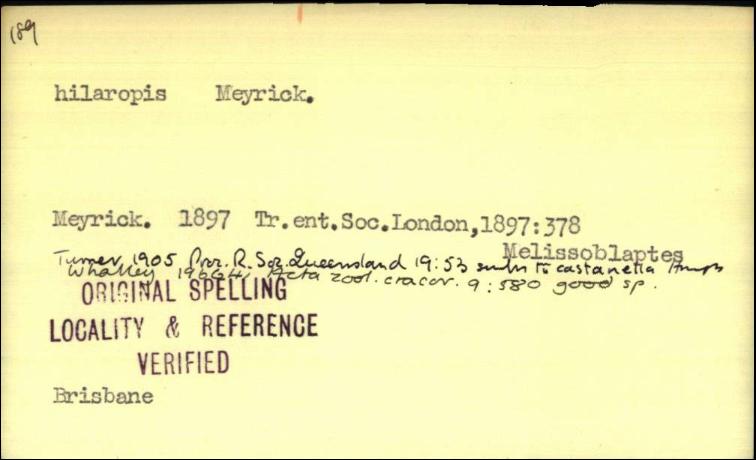 189
hilaropis Meyrick.
Meyrick. 1897 Tr.ent.Soc.London,1897:378
Melissoblaptes
Turner, 1905 Proc. R. Soc. Queensland 19:53 to castanella Hmps
Whalley 1964, Acta zool. cracov. 9:580 good sp.
ORIGINAL SPELLING
LOCALITY & REFERENCE
VERIFIED
Brisbane